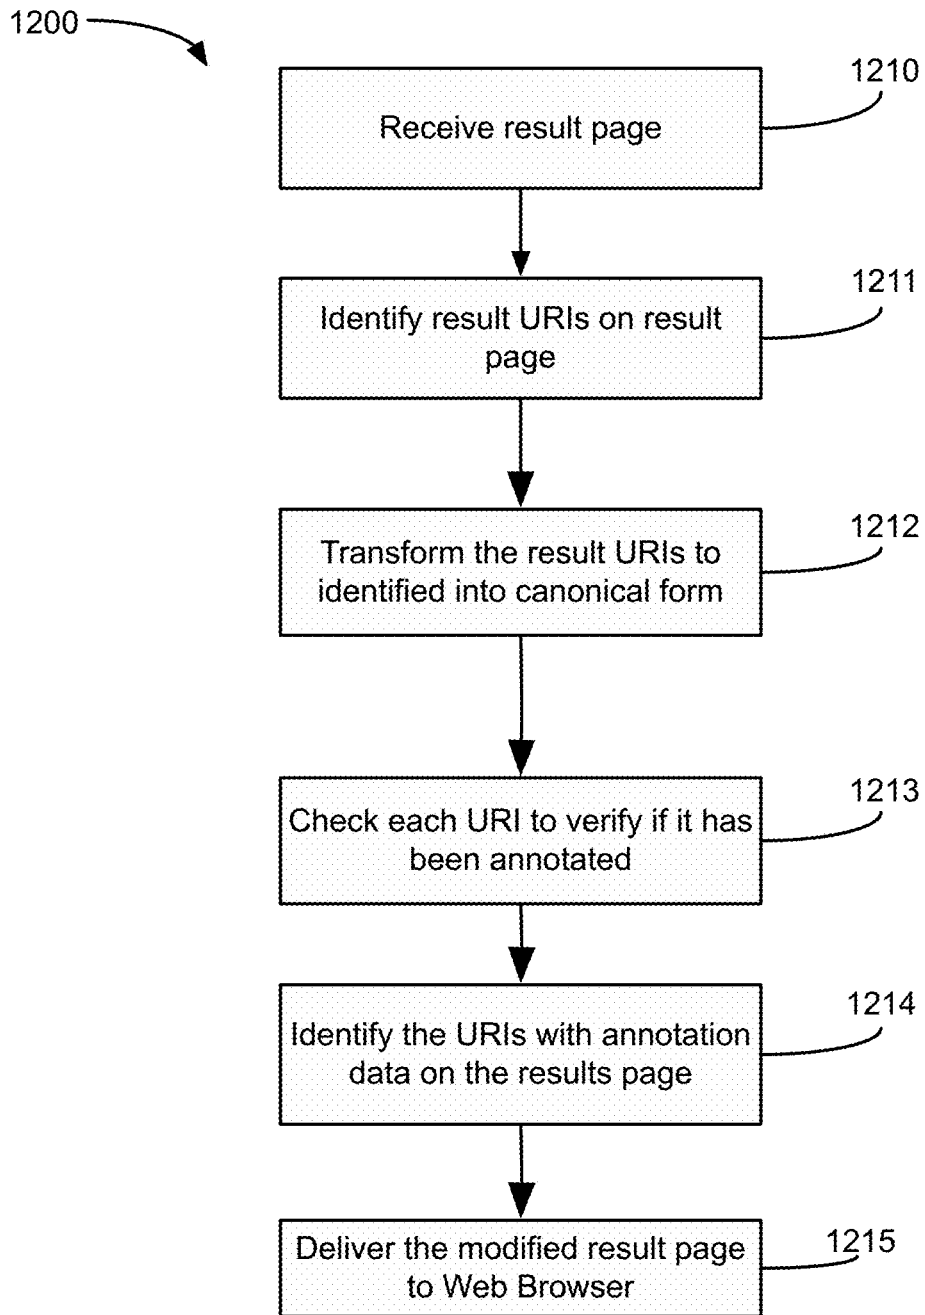 1200
1210
Receive result page
1211
Identify result URIs on result
page
1212
Transform the result URIs to
identified into canonical form
1213
Check each URI to verify if it has
been annotated
1214
Identify the URIs with annotation
data on the results page
1215
Deliver the modified result page
to Web Browser